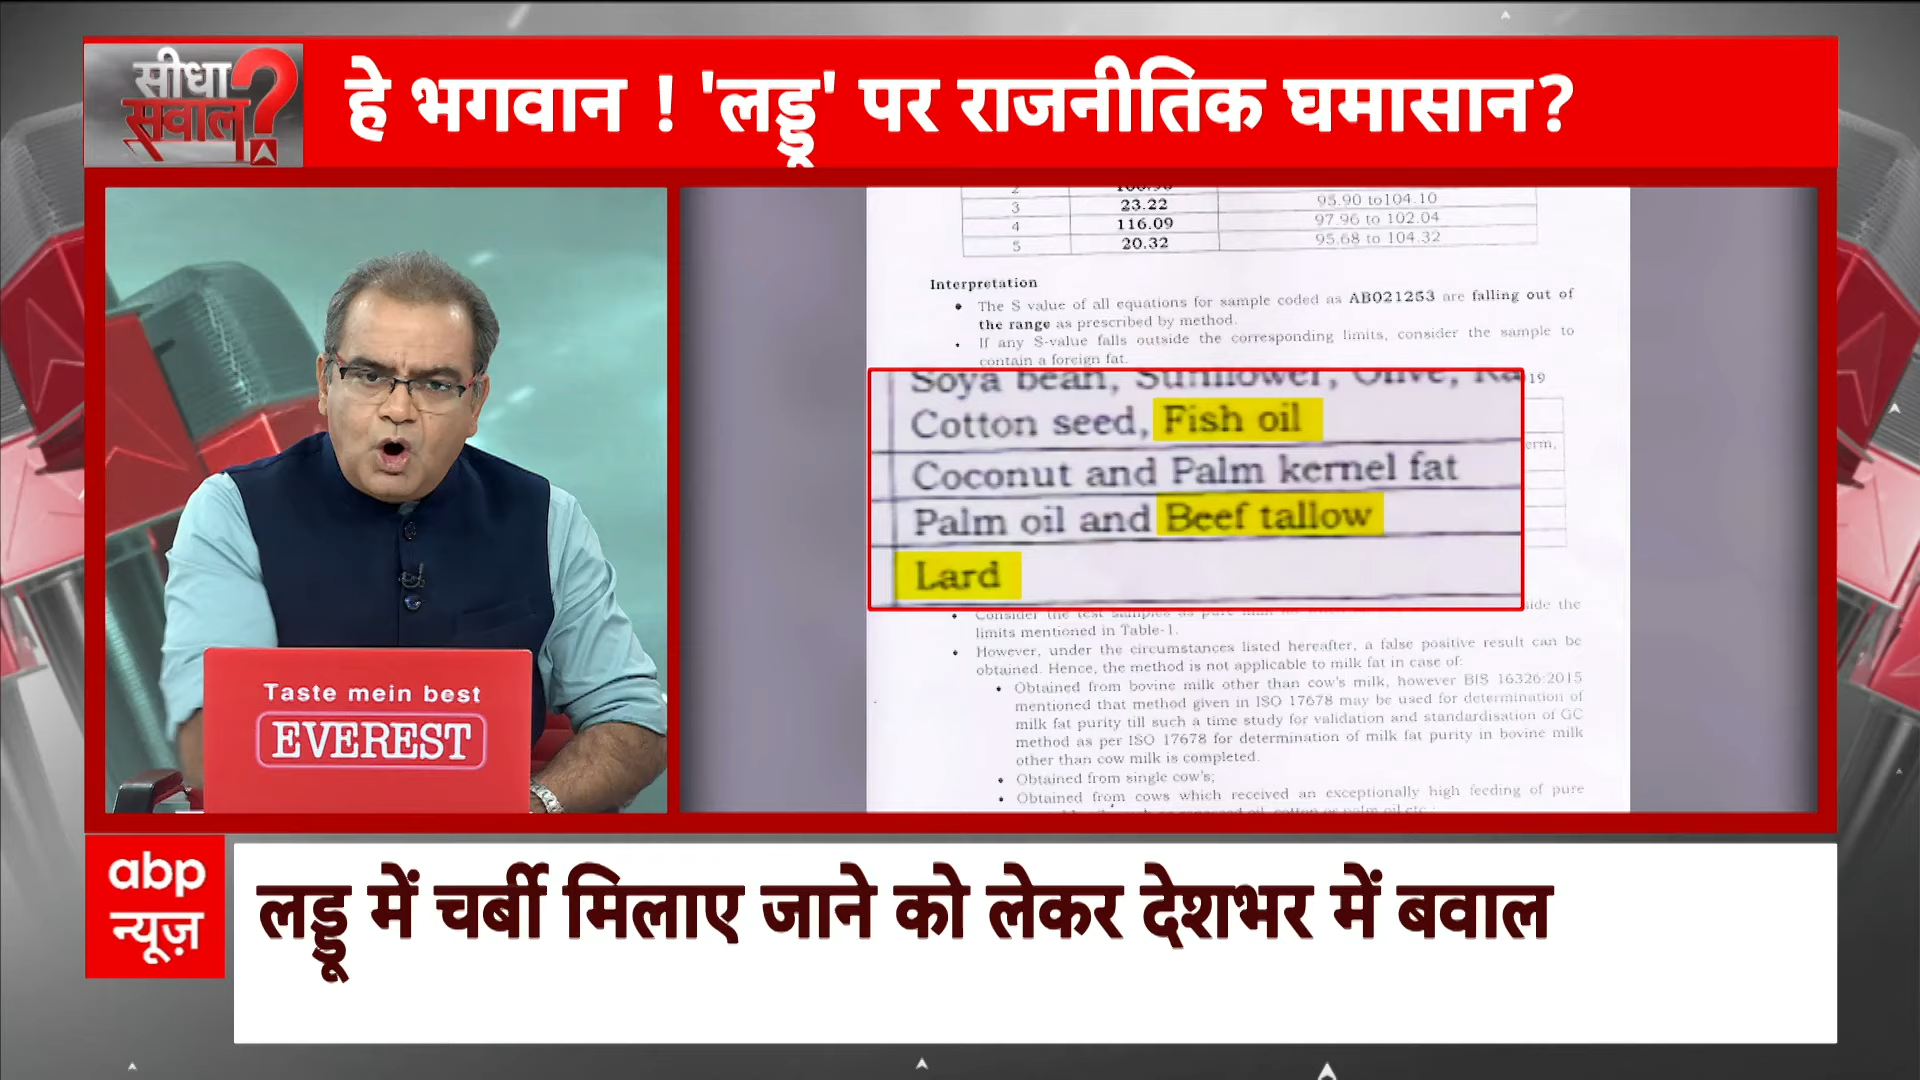 सीधा
सवाल?
हे भगवान ! 'लड्डू' पर राजनीतिक घमासान?
3 23.22 95.90 to104.10
4 116.09 97.96 to 102.04
5 20.32 95.68 to 104.32
Interpretation
• The S value of all equations for sample coded as AB021253 are falling out of
the range as prescribed by method.
• If any S-value falls outside the corresponding limits, consider the sample to
contain a foreign fat.
19
Soya bean, Sunflower, Olive,
Cotton seed, Fish oil
erm,
Coconut and Palm kernel fat
Palm oil and Beef tallow
Lard
limits mentioned in Table-1.
• However, under the circumstances listed hereafter, a false positive result can be
obtained. Hence, the method is not applicable to milk fat in case of:
• Obtained from bovine milk other than cow's milk, however BIS 16326:2015
mentioned that method given in ISO 17678 may be used for determination of
milk fat purity till such a time study for validation and standardisation of GC
method as per ISO 17678 for determination of milk fat purity in bovine milk
other than cow milk is completed.
• Obtained from single cow's;
• Obtained from cows which received an exceptionally high feeding of pure
Taste mein best
EVEREST
abp
न्यूज़
लड्डू में चर्बी मिलाए जाने को लेकर देशभर में बवाल